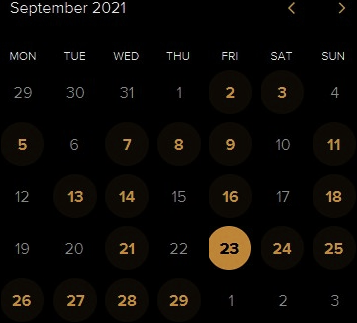 September 2021
MON TUE WED THU FRI SAT SUN
29 30 31 1 2 3 4
5 6 7 8 9 10 11
12 13 14 15 16 17 18
19 20 21 22 23 24 25
26 27 28 29 1 2 3